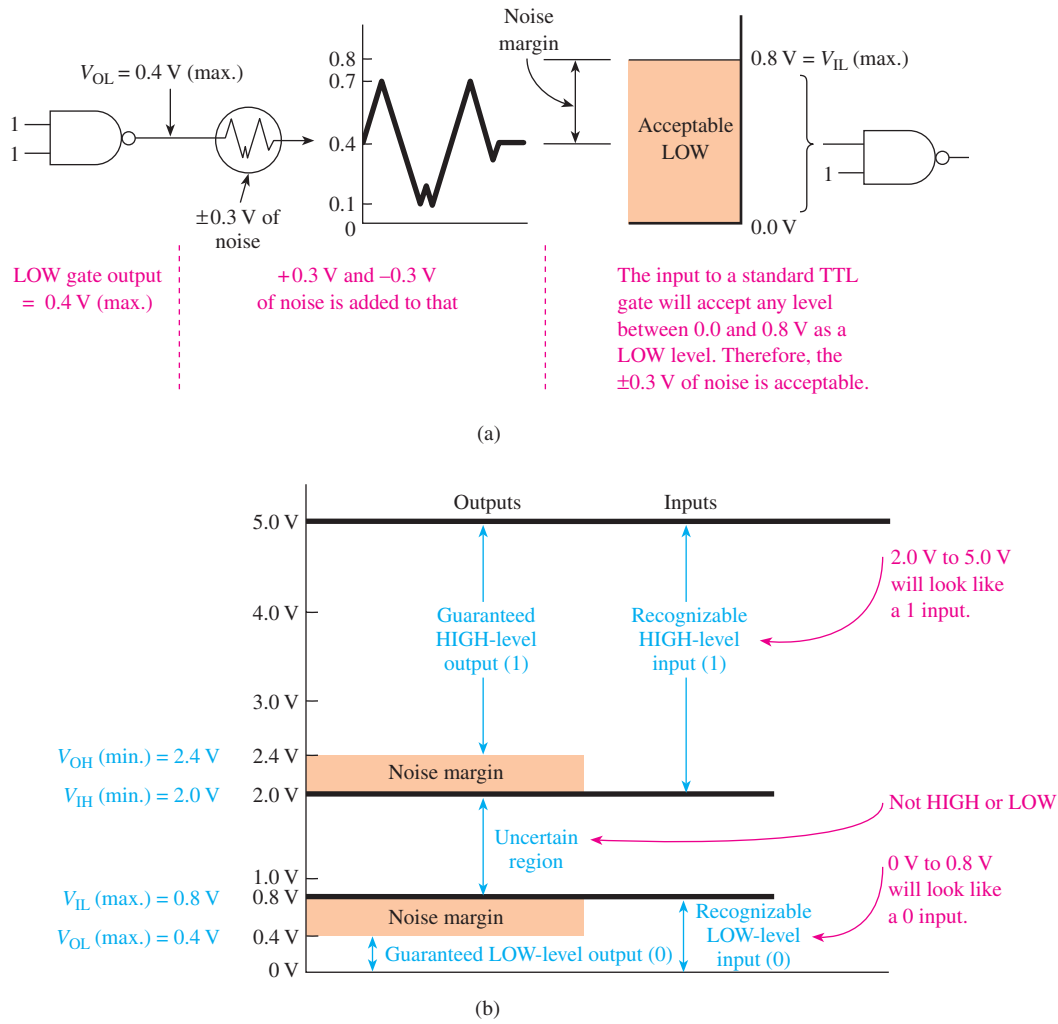 Noise
margin
V_OL = 0.4 V (max.)
0.8
0.7
0.4
0.1
0
1
1
±0.3 V of
noise
Acceptable
LOW
0.8 V = V_IL (max.)
0.0 V
1
LOW gate output
= 0.4 V (max.)
+0.3 V and –0.3 V
of noise is added to that
The input to a standard TTL
gate will accept any level
between 0.0 and 0.8 V as a
LOW level. Therefore, the
±0.3 V of noise is acceptable.
(a)
Outputs
Inputs
5.0 V
4.0 V
3.0 V
2.4 V
2.0 V
1.0 V
0.8 V
0.4 V
0 V
V_OH (min.) = 2.4 V
V_IH (min.) = 2.0 V
V_IL (max.) = 0.8 V
V_OL (max.) = 0.4 V
Guaranteed
HIGH-level
output (1)
Recognizable
HIGH-level
input (1)
2.0 V to 5.0 V
will look like
a 1 input.
Noise margin
Uncertain
region
Not HIGH or LOW
Noise margin
Guaranteed LOW-level output (0)
Recognizable
LOW-level
input (0)
0 V to 0.8 V
will look like
a 0 input.
(b)